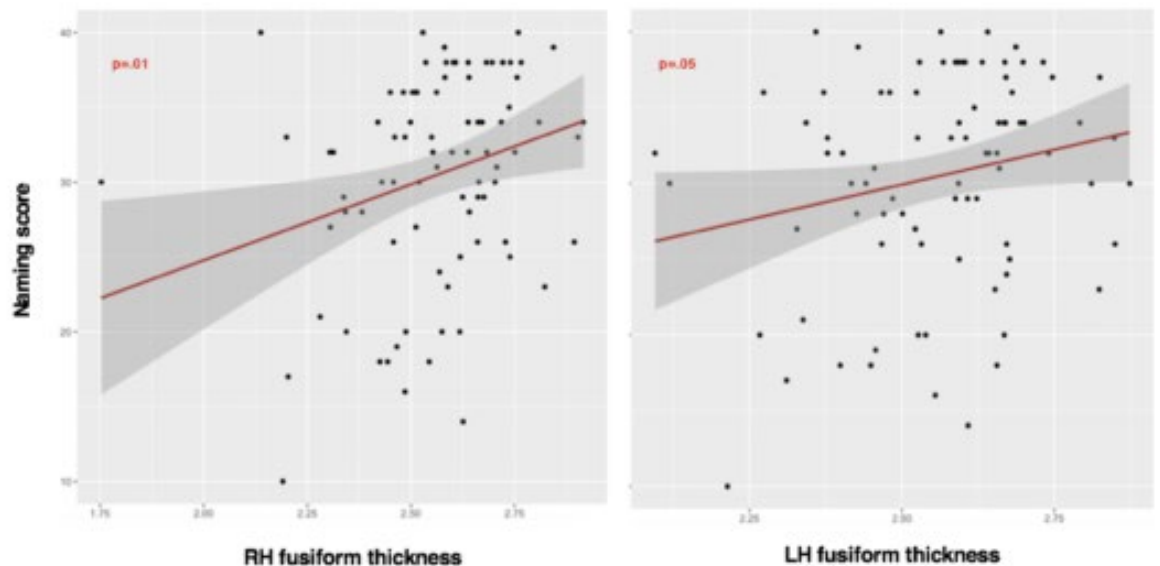 p=.01
p=.05
Naming score
40
30
20
10
1.75 2.00 2.25 2.50 2.75
2.25 2.50 2.75
RH fusiform thickness
LH fusiform thickness